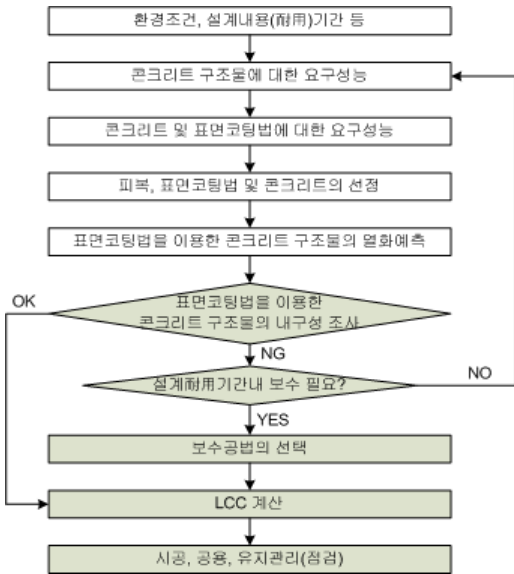 환경조건, 설계내용(耐用)기간 등
콘크리트 구조물에 대한 요구성능
콘크리트 및 표면코팅법에 대한 요구성능
피복, 표면코팅법 및 콘크리트의 선정
표면코팅법을 이용한 콘크리트 구조물의 열화예측
OK
표면코팅법을 이용한
콘크리트 구조물의 내구성 조사
NG
설계耐用기간내 보수 필요?
NO
YES
보수공법의 선택
LCC 계산
시공, 공용, 유지관리(점검)